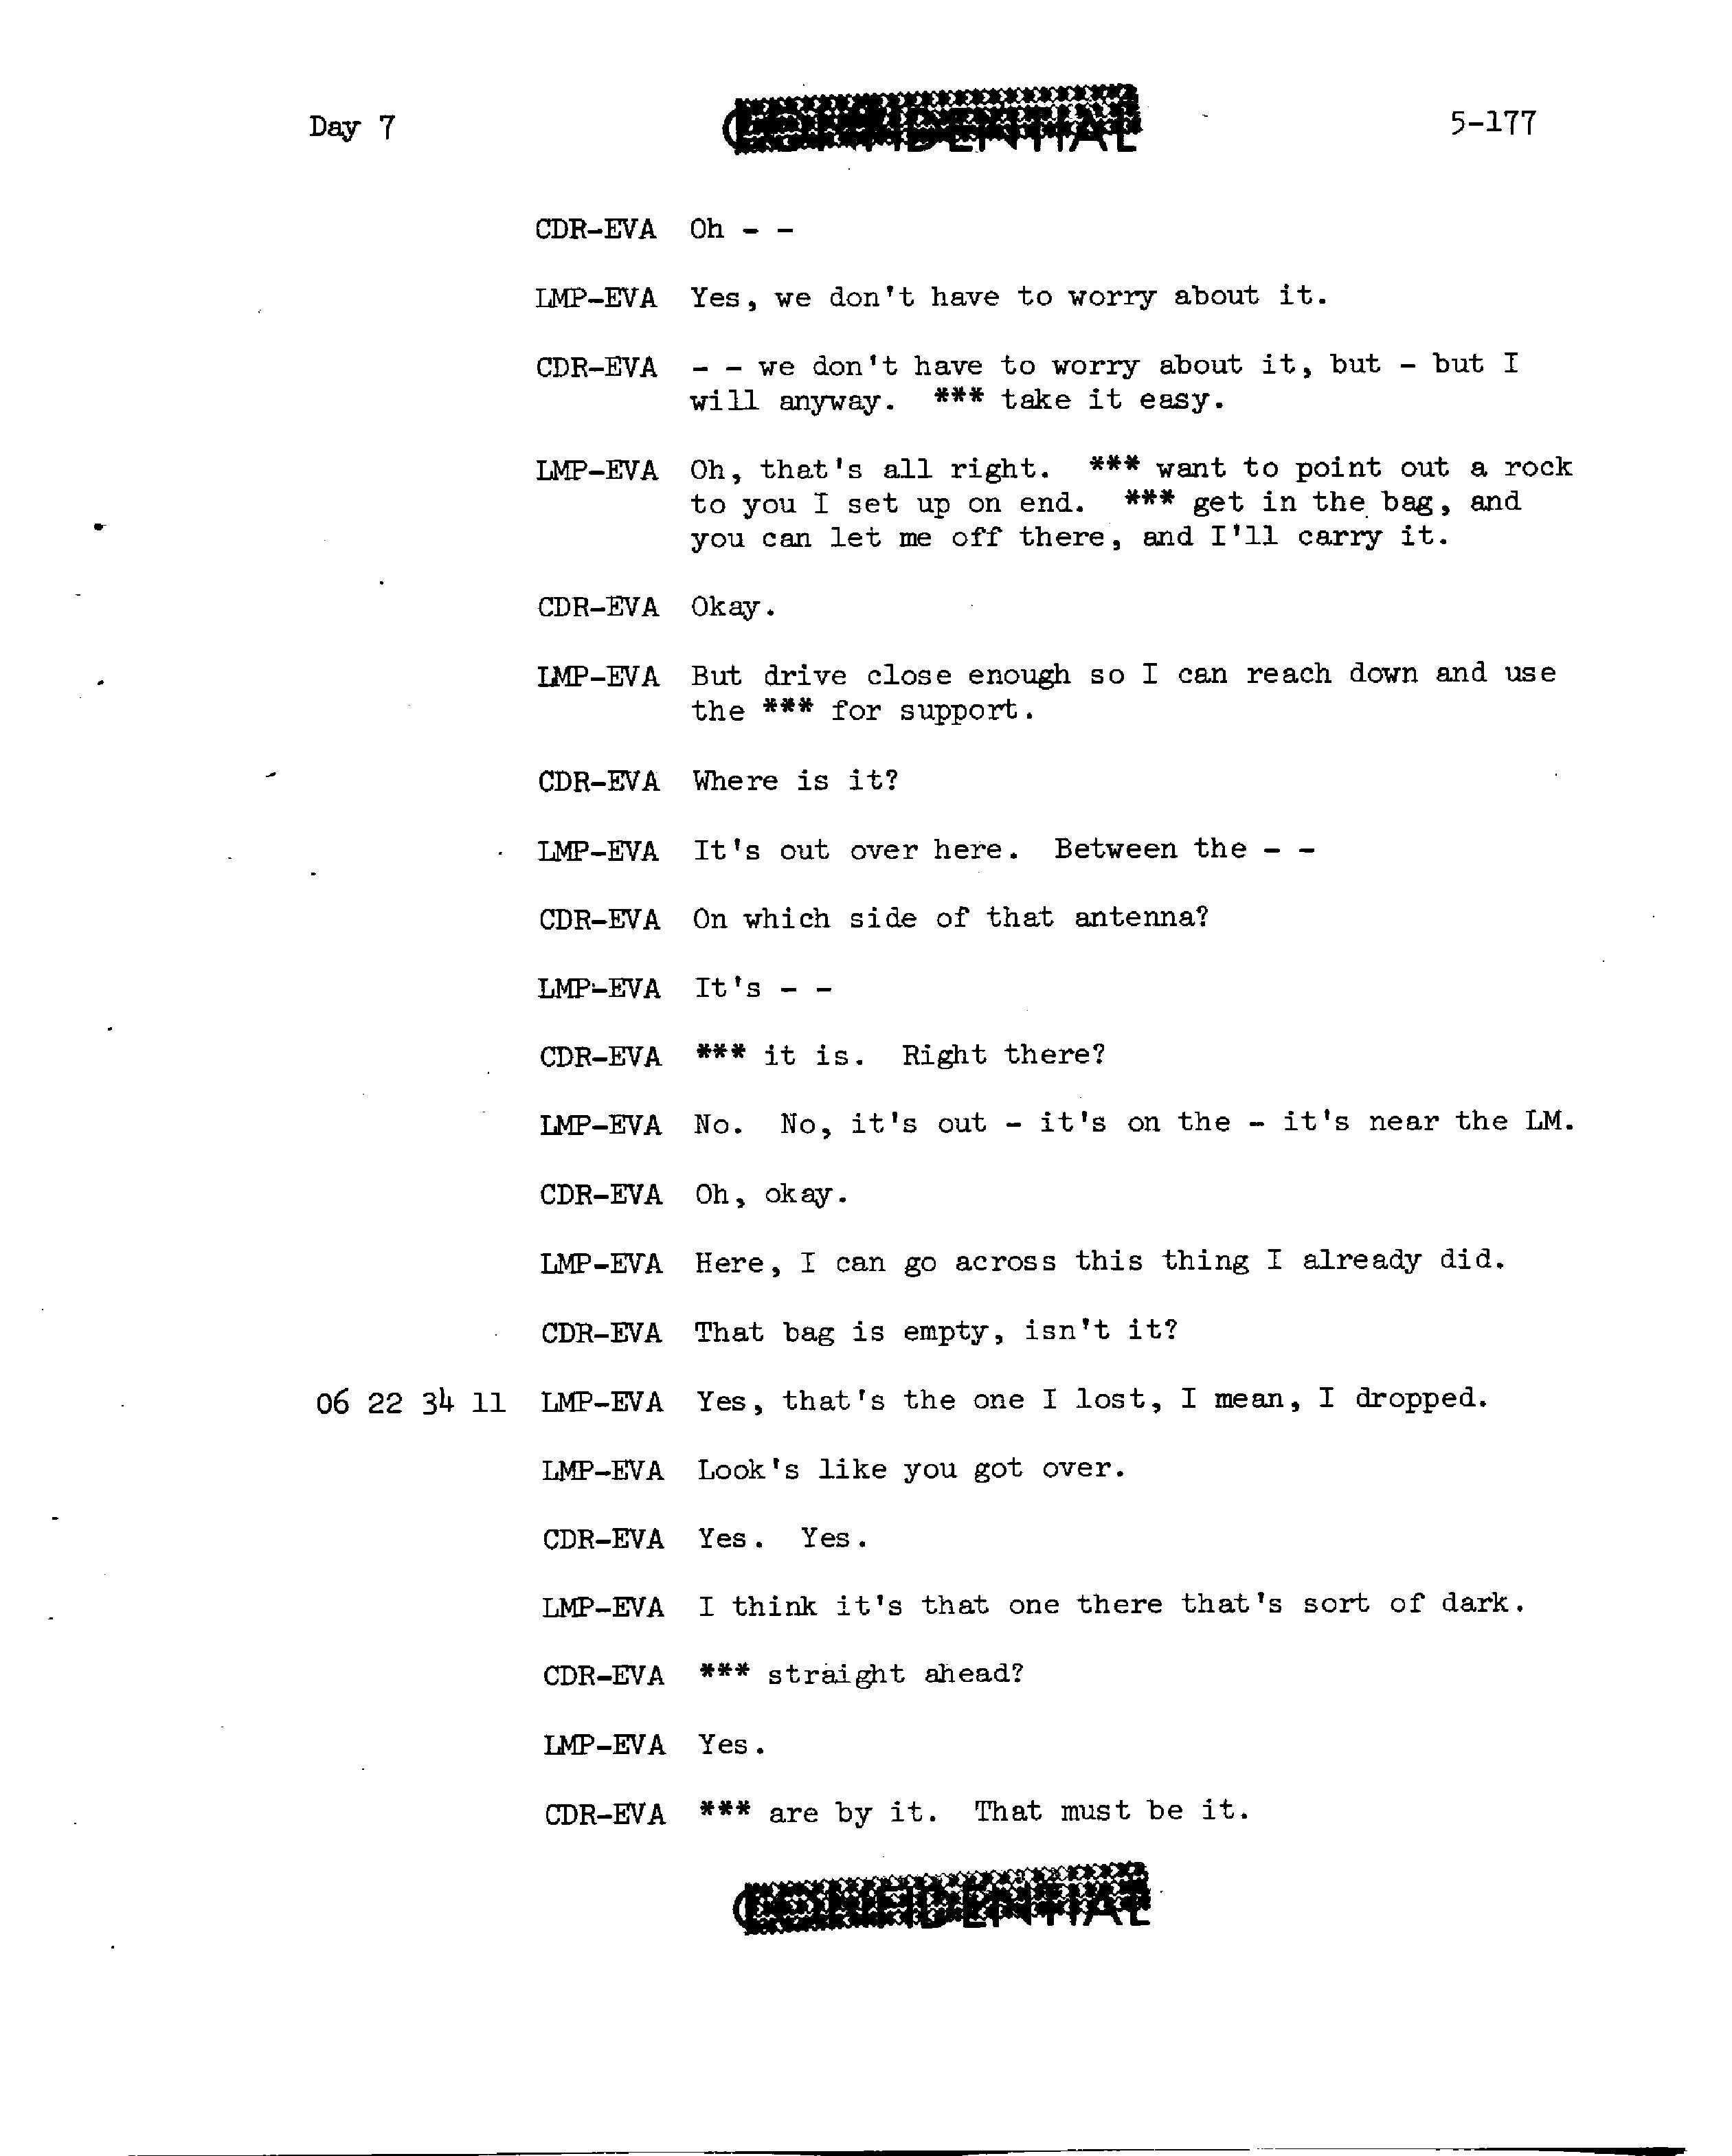 Day 7
CONFIDENTIAL
5-177
CDR-EVA Oh - -
LMP-EVA Yes, we don't have to worry about it.
CDR-EVA - - we don't have to worry about it, but - but I
will anyway. *** take it easy.
LMP-EVA Oh, that's all right. *** want to point out a rock
to you I set up on end. *** get in the bag, and
you can let me off there, and I'll carry it.
CDR-EVA Okay.
LMP-EVA But drive close enough so I can reach down and use
the *** for support.
CDR-EVA Where is it?
LMP-EVA It's out over here. Between the - -
CDR-EVA On which side of that antenna?
LMP-EVA It's - -
CDR-EVA *** it is. Right there?
LMP-EVA No. No, it's out - it's on the - it's near the LM.
CDR-EVA Oh, okay.
LMP-EVA Here, I can go across this thing I already did.
CDR-EVA That bag is empty, isn't it?
06 22 34 11 LMP-EVA Yes, that's the one I lost, I mean, I dropped.
LMP-EVA Look's like you got over.
CDR-EVA Yes. Yes.
LMP-EVA I think it's that one there that's sort of dark.
CDR-EVA *** straight ahead?
LMP-EVA Yes.
CDR-EVA *** are by it. That must be it.
CONFIDENTIAL